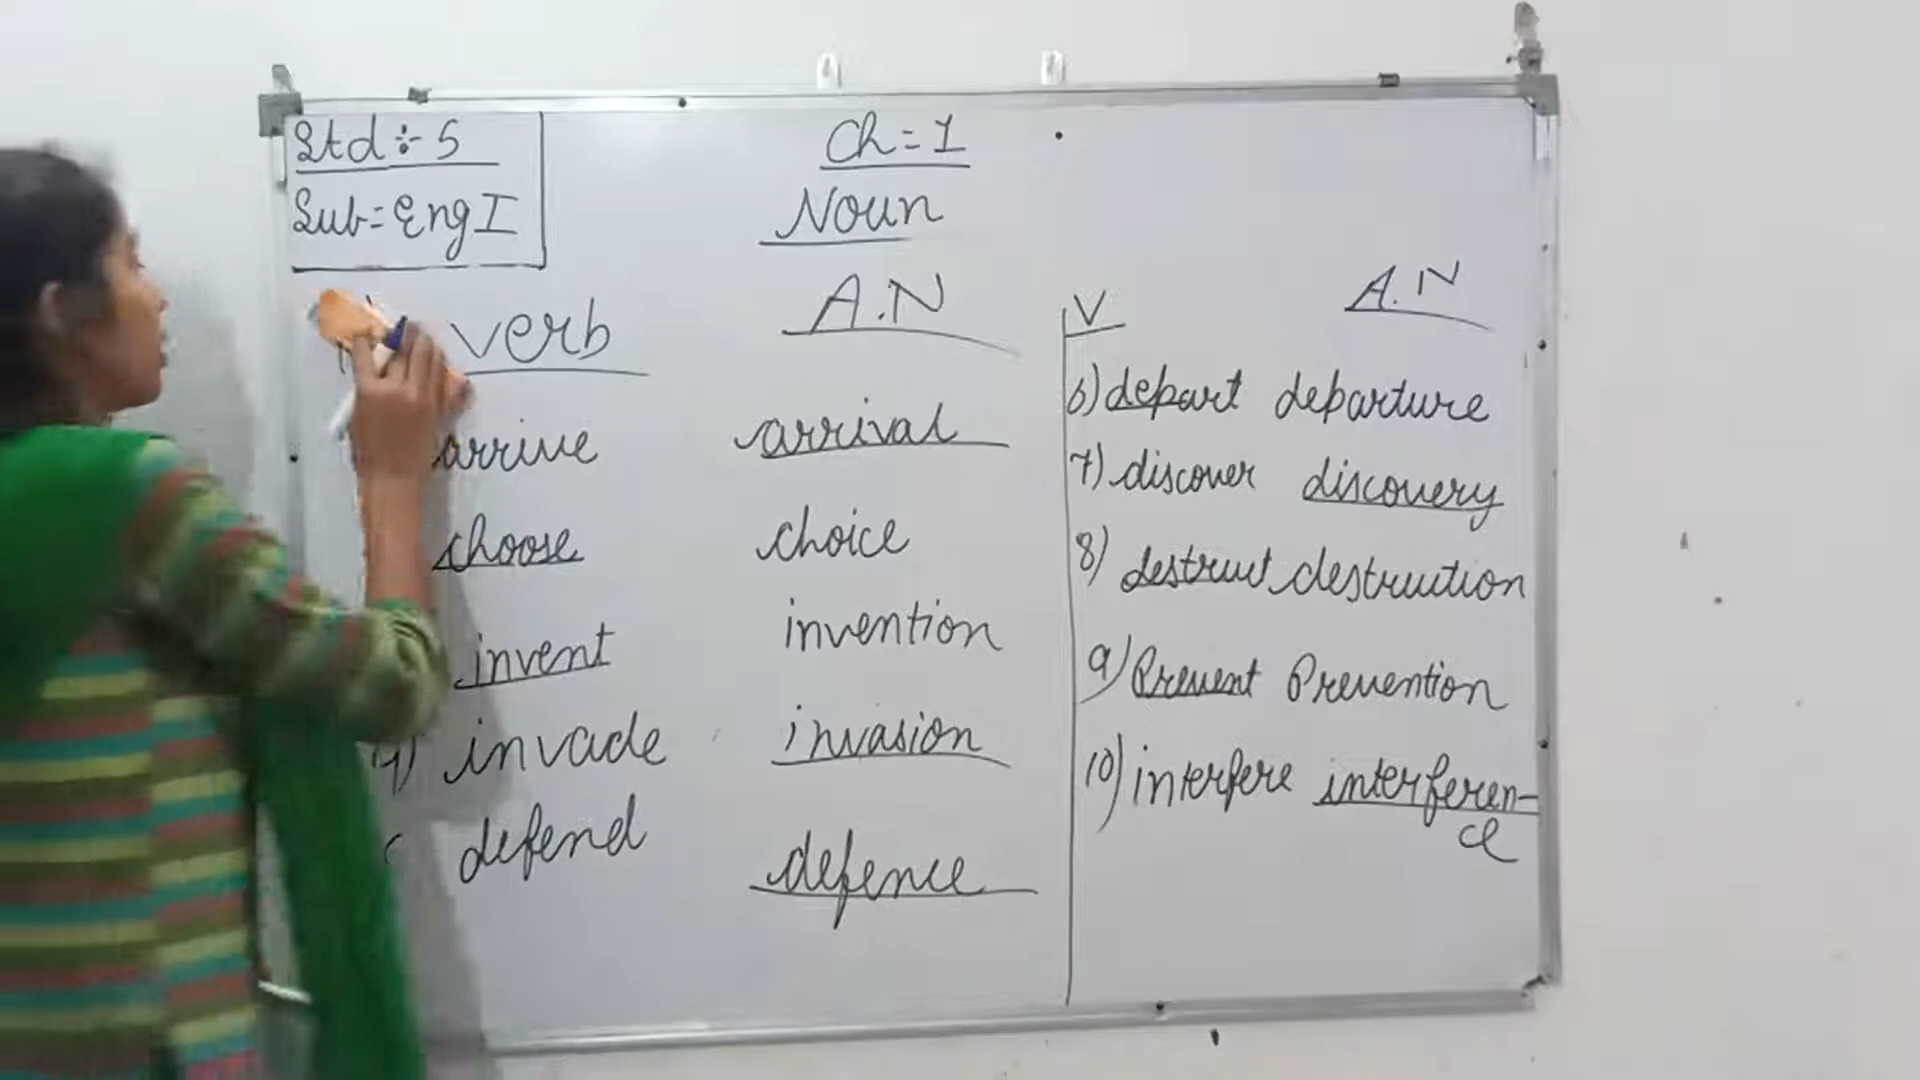 Std ÷ 5
Sub = Eng I
Ch = 1
Noun
verb A.N
arrive arrival
choose choice
invent invention
4) invade invasion
defend defence
V A.N
6) depart departure
7) discover discovery
8) destruct destruction
9) Prevent Prevention
10) interfere interferen-
ce